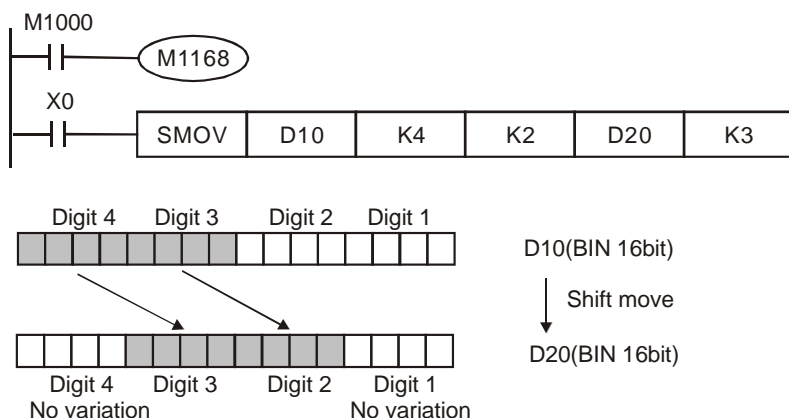 M1000
M1168
X0
SMOV D10 K4 K2 D20 K3
Digit 4 Digit 3 Digit 2 Digit 1
D10(BIN 16bit)
Shift move
D20(BIN 16bit)
Digit 4 Digit 3 Digit 2 Digit 1
No variation No variation